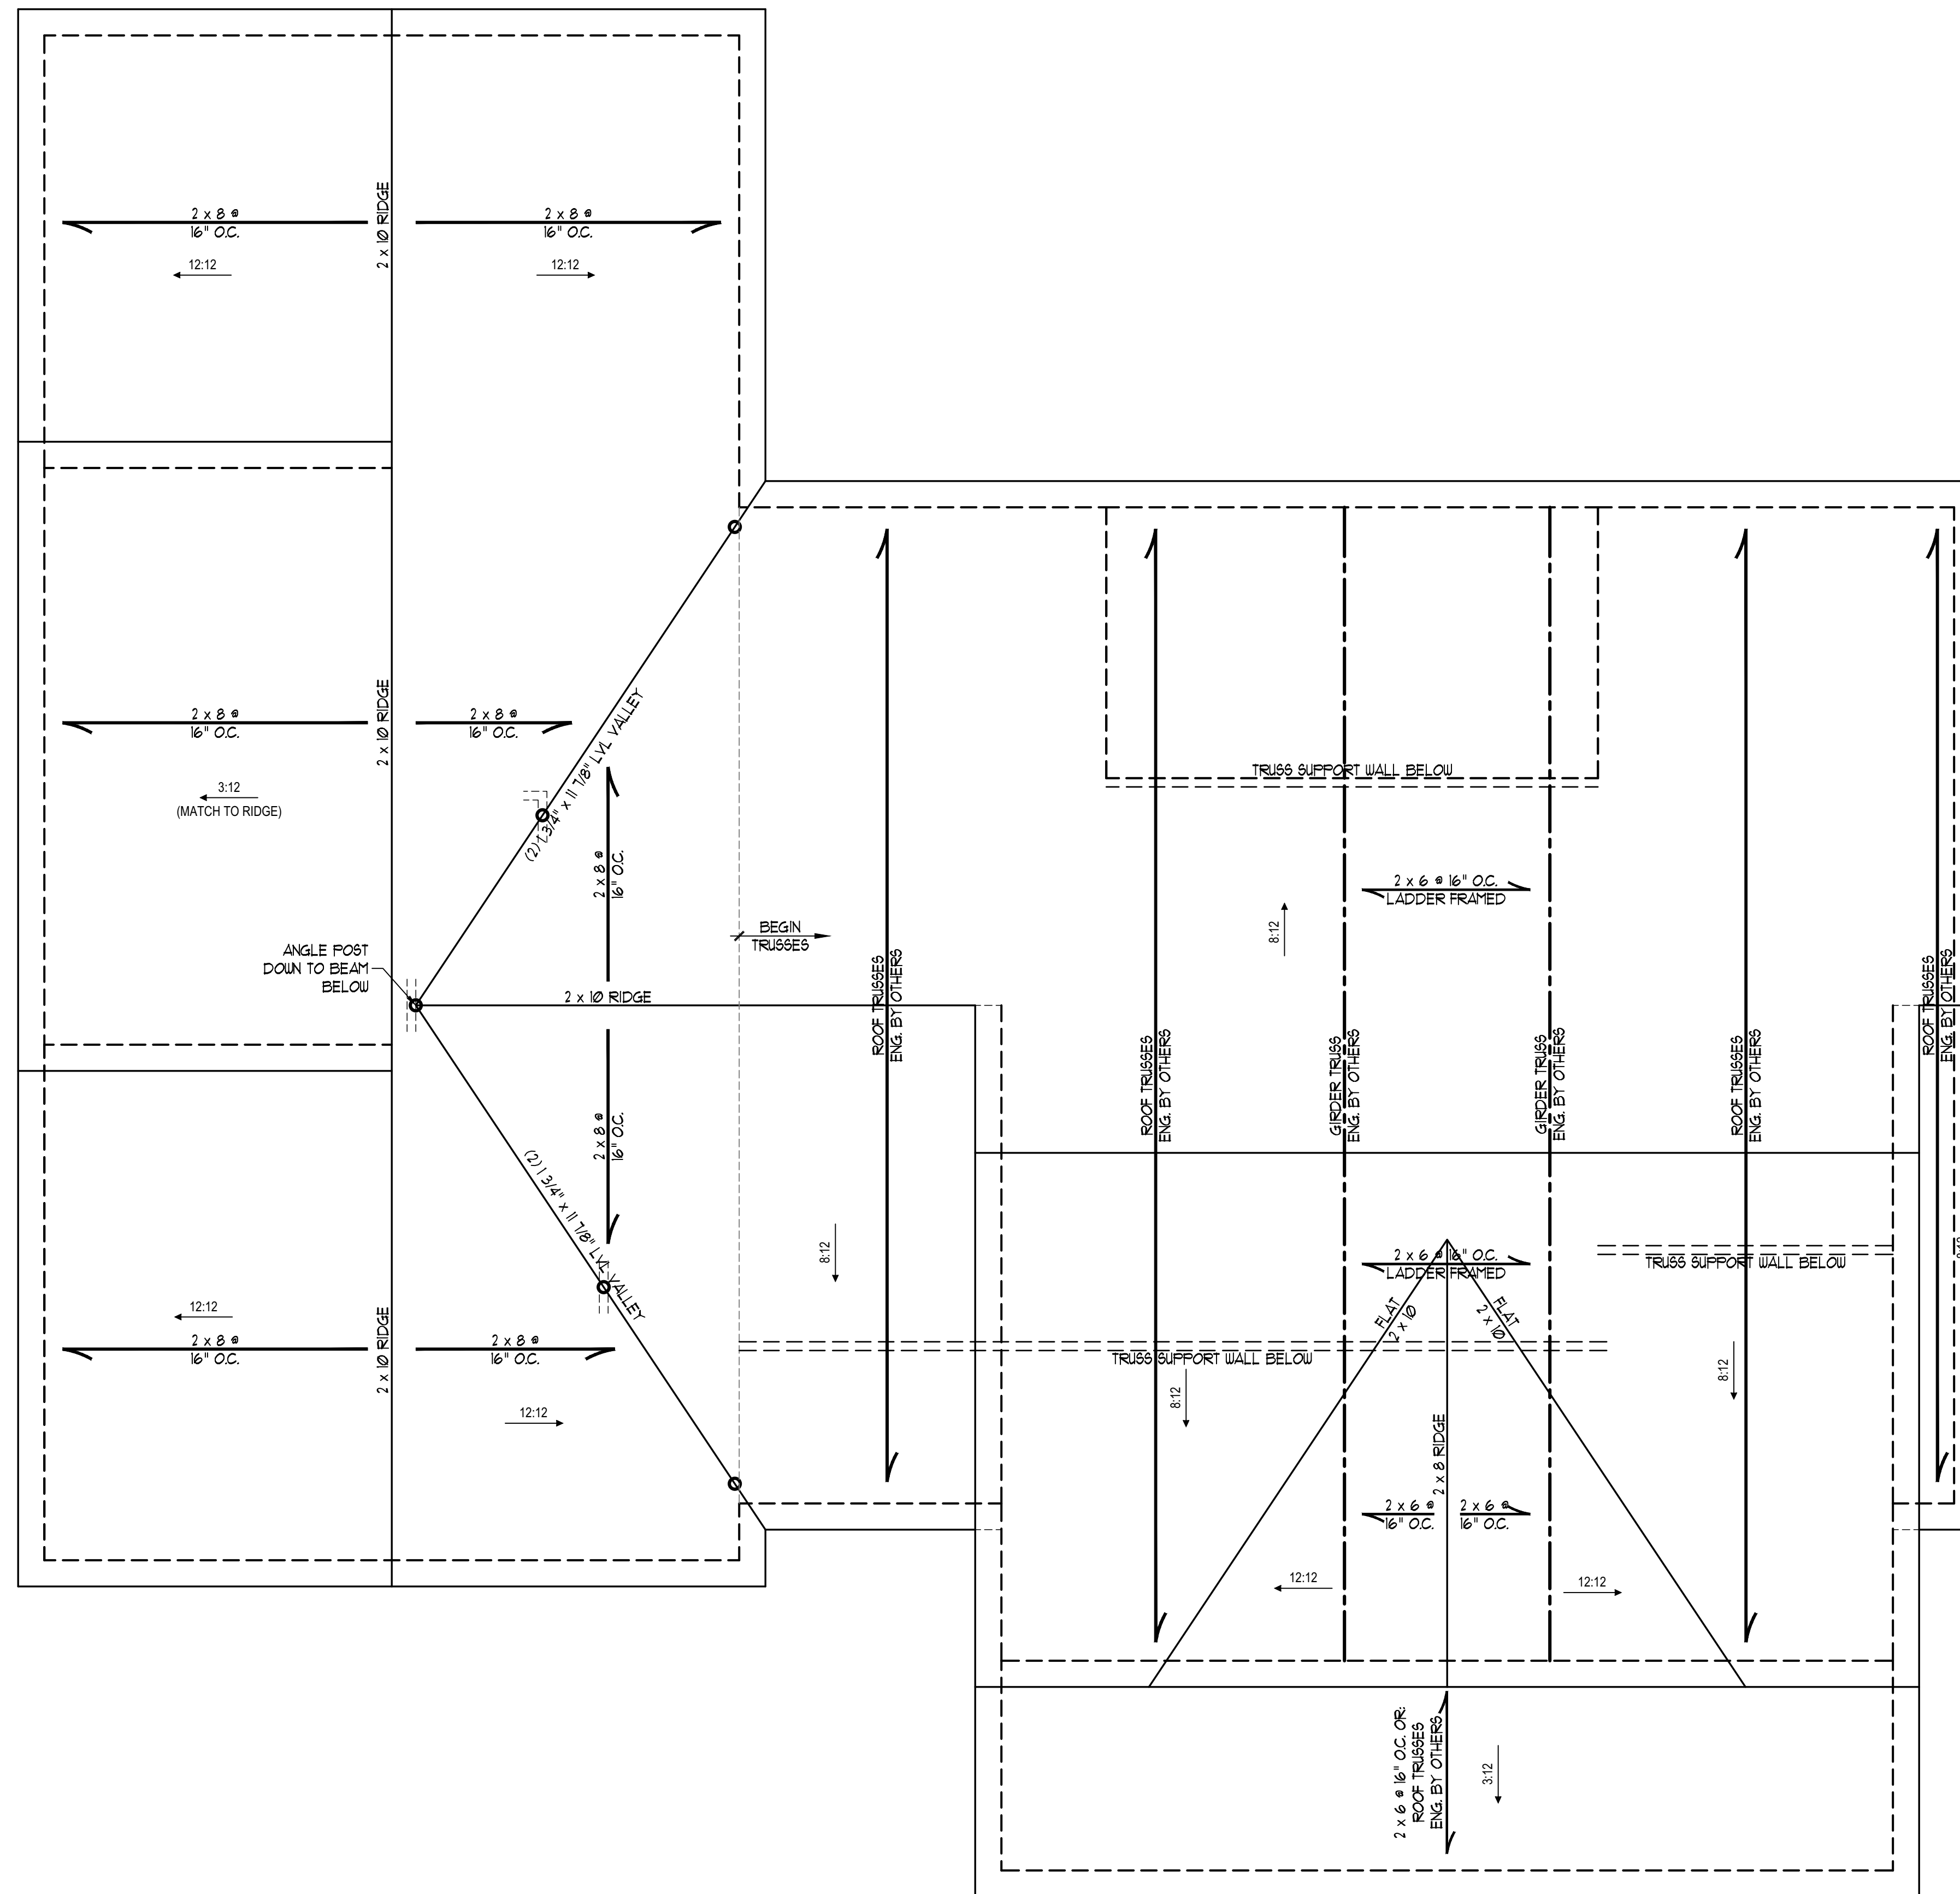 2 x 8 @
16" O.C.
2 x 10 RIDGE
2 x 8 @
16" O.C.
12:12
12:12
2 x 8 @
16" O.C.
2 x 10 RIDGE
2 x 8 @
16" O.C.
3:12
(MATCH TO RIDGE)
(2) 1 3/4" x 11 7/8" LVL VALLEY
2 x 8 @
16" O.C.
TRUSS SUPPORT WALL BELOW
2 x 6 @ 16" O.C.
LADDER FRAMED
8:12
BEGIN
TRUSSES
ANGLE POST
DOWN TO BEAM
BELOW
2 x 10 RIDGE
ROOF TRUSSES
ENG. BY OTHERS
ROOF TRUSSES
ENG. BY OTHERS
GIRDER TRUSS
ENG. BY OTHERS
GIRDER TRUSS
ENG. BY OTHERS
ROOF TRUSSES
ENG. BY OTHERS
ROOF TRUSSES
ENG. BY OTHERS
2 x 8 @
16" O.C.
(2) 1 3/4" x 11 7/8" LVL VALLEY
8:12
2 x 6 @ 16" O.C.
LADDER FRAMED
TRUSS SUPPORT WALL BELOW
FLAT
2 x 10
FLAT
2 x 10
12:12
2 x 8 @
16" O.C.
2 x 10 RIDGE
2 x 8 @
16" O.C.
12:12
TRUSS SUPPORT WALL BELOW
8:12
8:12
2 x 8 RIDGE
2 x 6 @
16" O.C.
2 x 6 @
16" O.C.
12:12
12:12
2 x 6 @ 16" O.C. OR:
ROOF TRUSSES
ENG. BY OTHERS
3:12